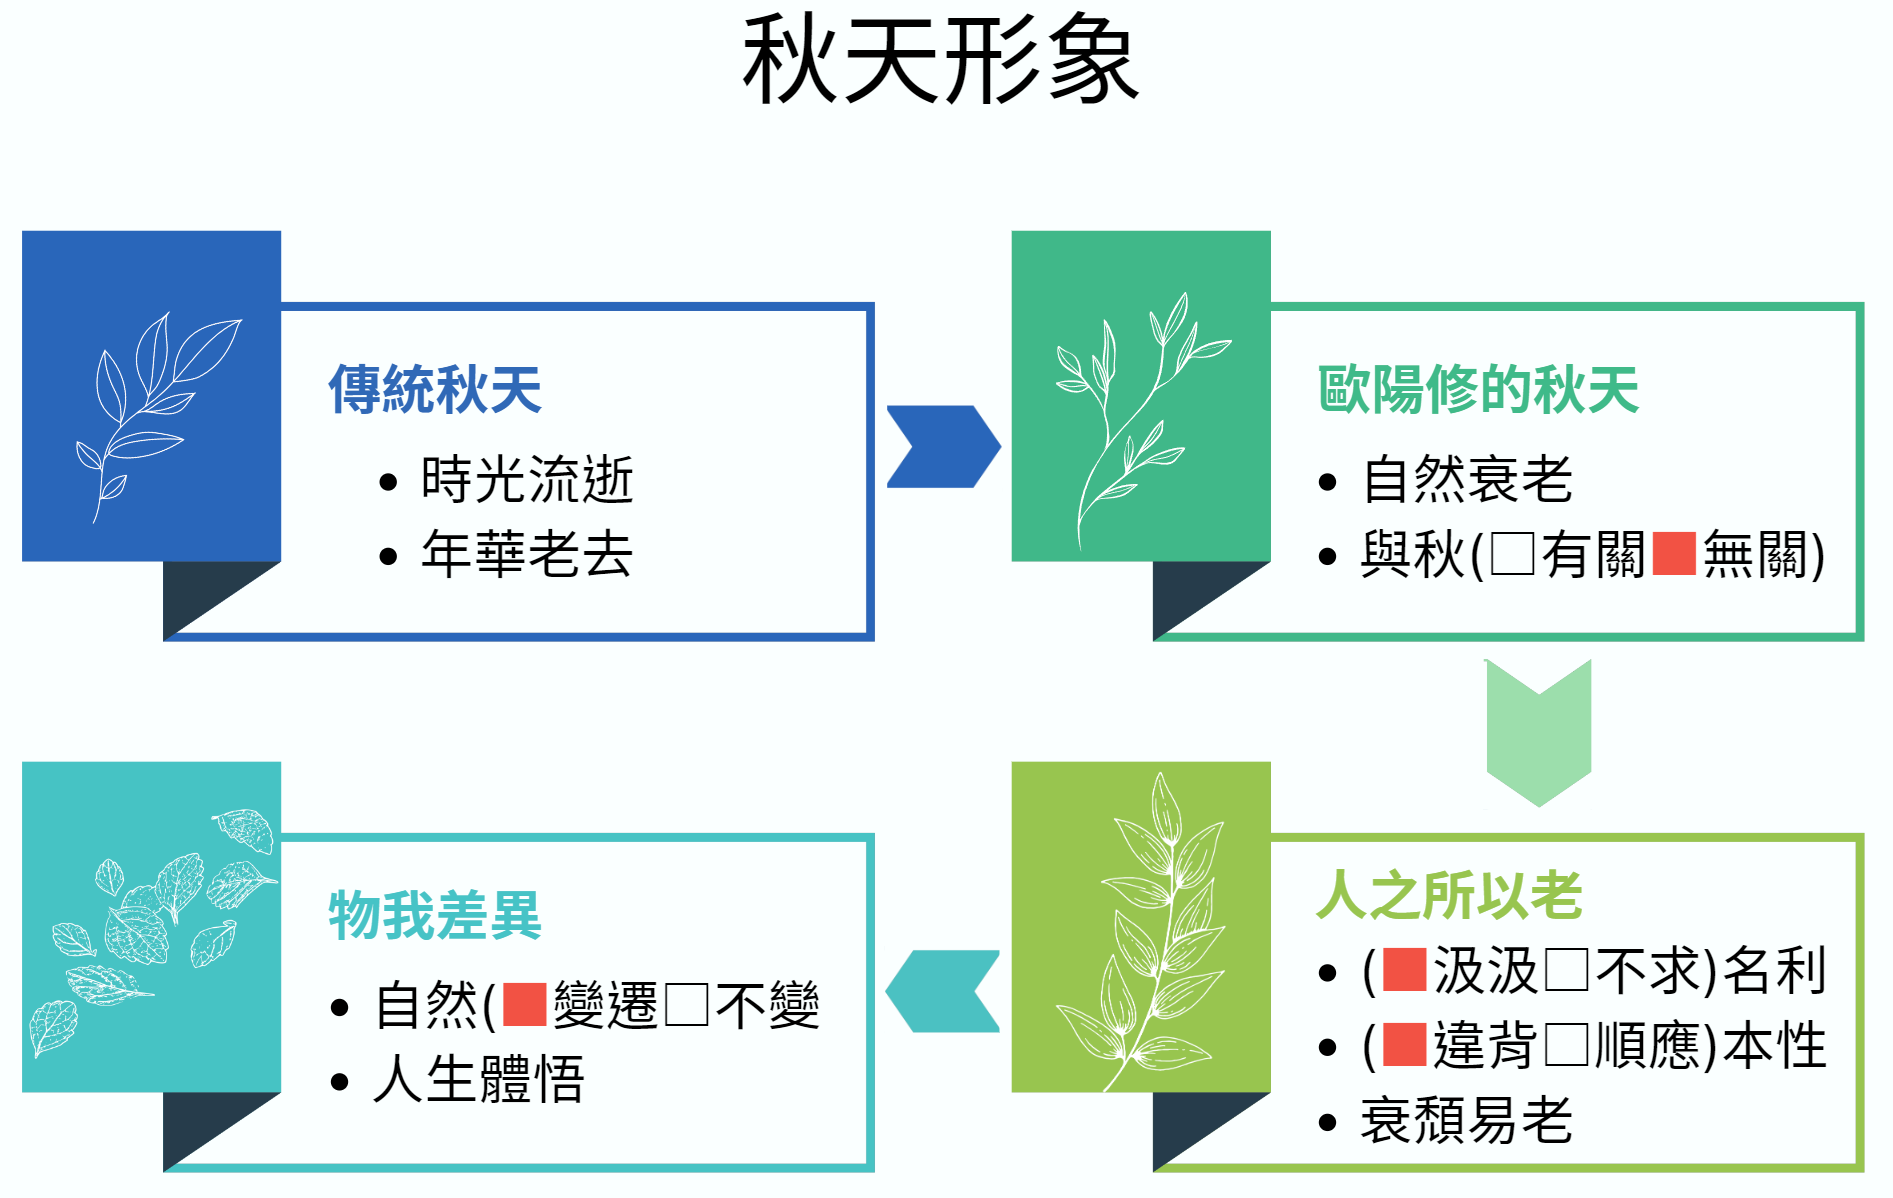 秋天形象
傳統秋天
• 時光流逝
• 年華老去
歐陽修的秋天
• 自然衰老
• 與秋(□有關■無關)
人之所以老
• (■汲汲□不求)名利
• (■違背□順應)本性
• 衰頹易老
物我差異
• 自然(■變遷□不變
• 人生體悟